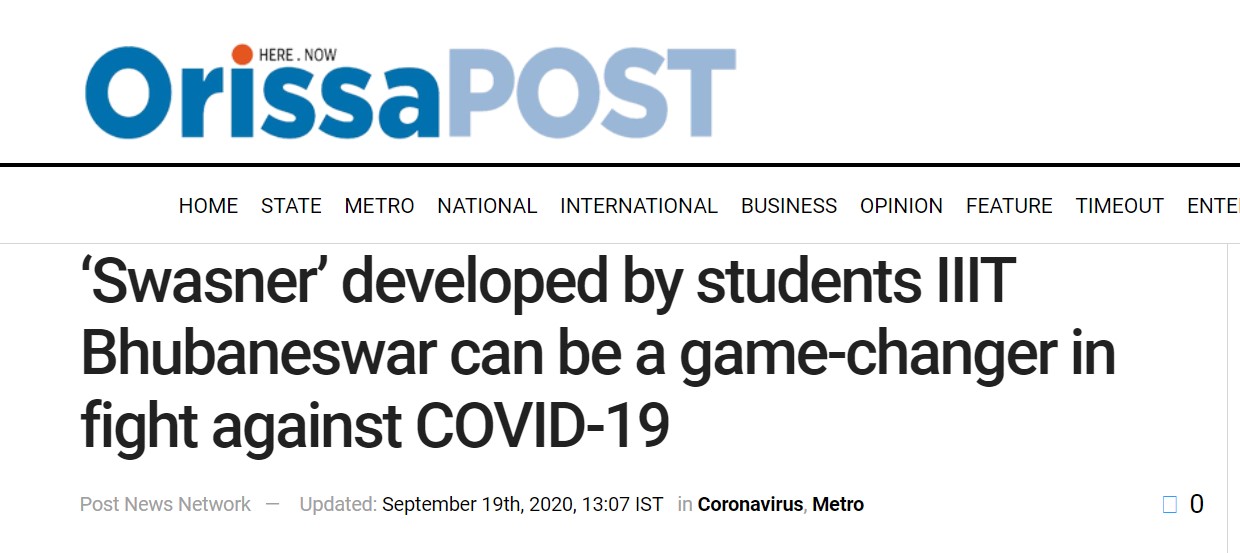 HERE . NOW
OrissaPOST
HOME STATE METRO NATIONAL INTERNATIONAL BUSINESS OPINION FEATURE TIMEOUT ENTE
‘Swasner’ developed by students IIIT
Bhubaneswar can be a game-changer in
fight against COVID-19
Post News Network — Updated: September 19th, 2020, 13:07 IST in Coronavirus, Metro
0